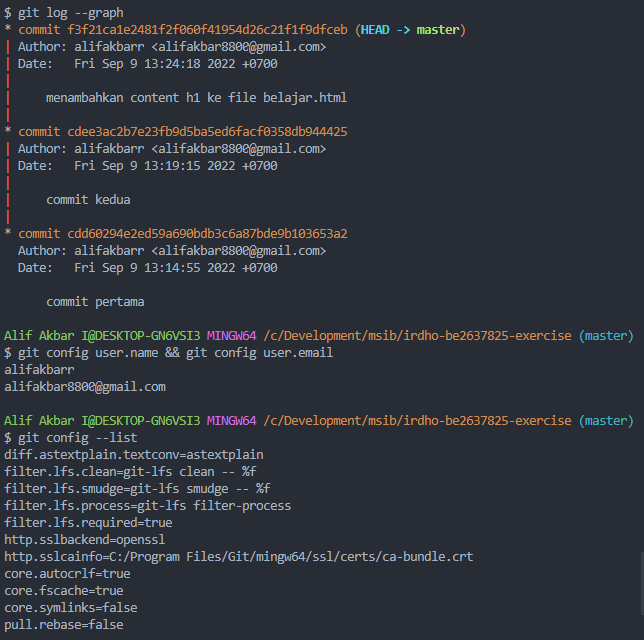 $ git log --graph
* commit f3f21ca1e2481f2f060f41954d26c21f1f9dfceb (HEAD -> master)
| Author: alifakbarr <alifakbar8800@gmail.com>
| Date:   Fri Sep 9 13:24:18 2022 +0700
|
|     menambahkan content h1 ke file belajar.html
|
* commit cdee3ac2b7e23fb9d5ba5ed6facf0358db944425
| Author: alifakbarr <alifakbar8800@gmail.com>
| Date:   Fri Sep 9 13:19:15 2022 +0700
|
|     commit kedua
|
* commit cdd60294e2ed59a690bdb3c6a87bde9b103653a2
  Author: alifakbarr <alifakbar8800@gmail.com>
  Date:   Fri Sep 9 13:14:55 2022 +0700

      commit pertama

Alif Akbar I@DESKTOP-GN6VSI3 MINGW64 /c/Development/msib/irdho-be2637825-exercise (master)
$ git config user.name && git config user.email
alifakbarr
alifakbar8800@gmail.com

Alif Akbar I@DESKTOP-GN6VSI3 MINGW64 /c/Development/msib/irdho-be2637825-exercise (master)
$ git config --list
diff.astextplain.textconv=astextplain
filter.lfs.clean=git-lfs clean -- %f
filter.lfs.smudge=git-lfs smudge -- %f
filter.lfs.process=git-lfs filter-process
filter.lfs.required=true
http.sslbackend=openssl
http.sslcainfo=C:/Program Files/Git/mingw64/ssl/certs/ca-bundle.crt
core.autocrlf=true
core.fscache=true
core.symlinks=false
pull.rebase=false